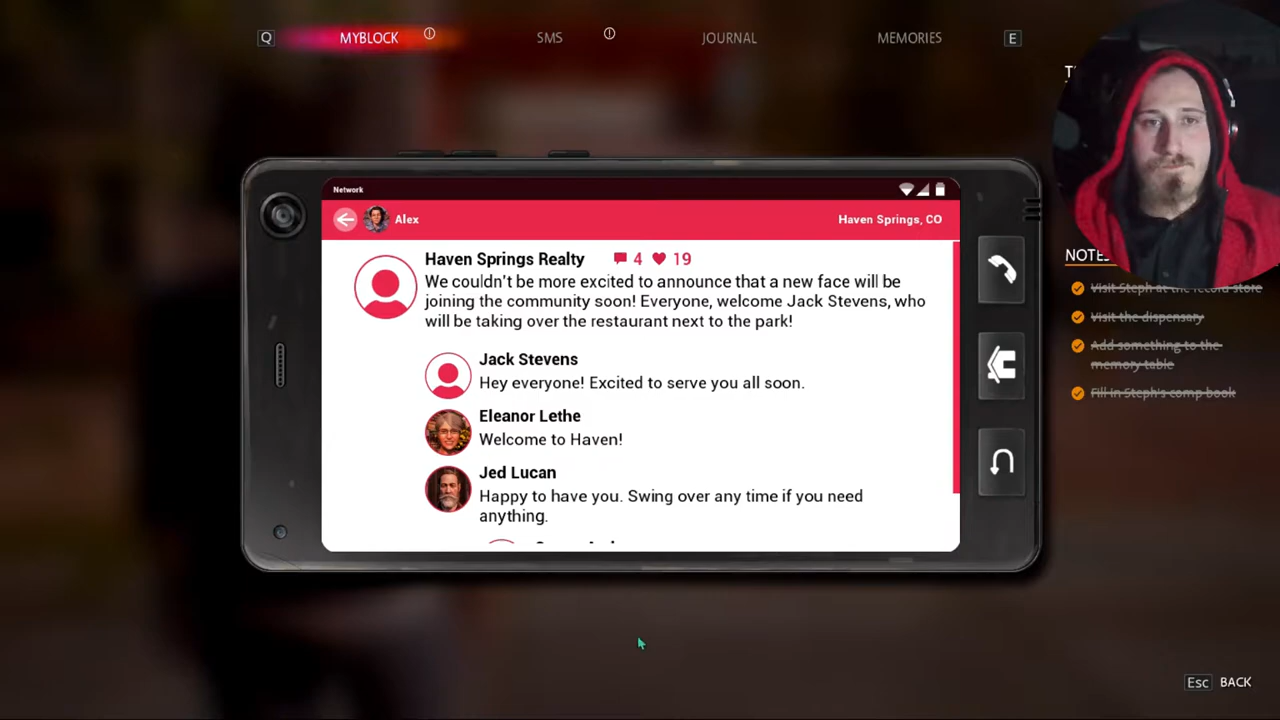 Q
MYBLOCK
SMS
JOURNAL
MEMORIES
E
Network
Alex
Haven Springs, CO
Haven Springs Realty 4 19
We couldn't be more excited to announce that a new face will be
joining the community soon! Everyone, welcome Jack Stevens, who
will be taking over the restaurant next to the park!
Jack Stevens
Hey everyone! Excited to serve you all soon.
Eleanor Lethe
Welcome to Haven!
Jed Lucan
Happy to have you. Swing over any time if you need
anything.
NOTES
Visit Steph at the record store
Visit the dispensary
Add something to the
memory table
Fill in Steph's comp book
Esc BACK